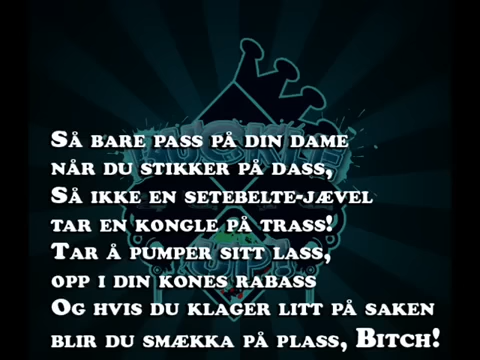 Så bare pass på din dame
når du stikker på dass,
Så ikke en setebelte-jævel
tar en kongle på trass!
Tar å pumper sitt lass,
opp i din kones rabass
Og hvis du klager litt på saken
blir du smækka på plass, Bitch!